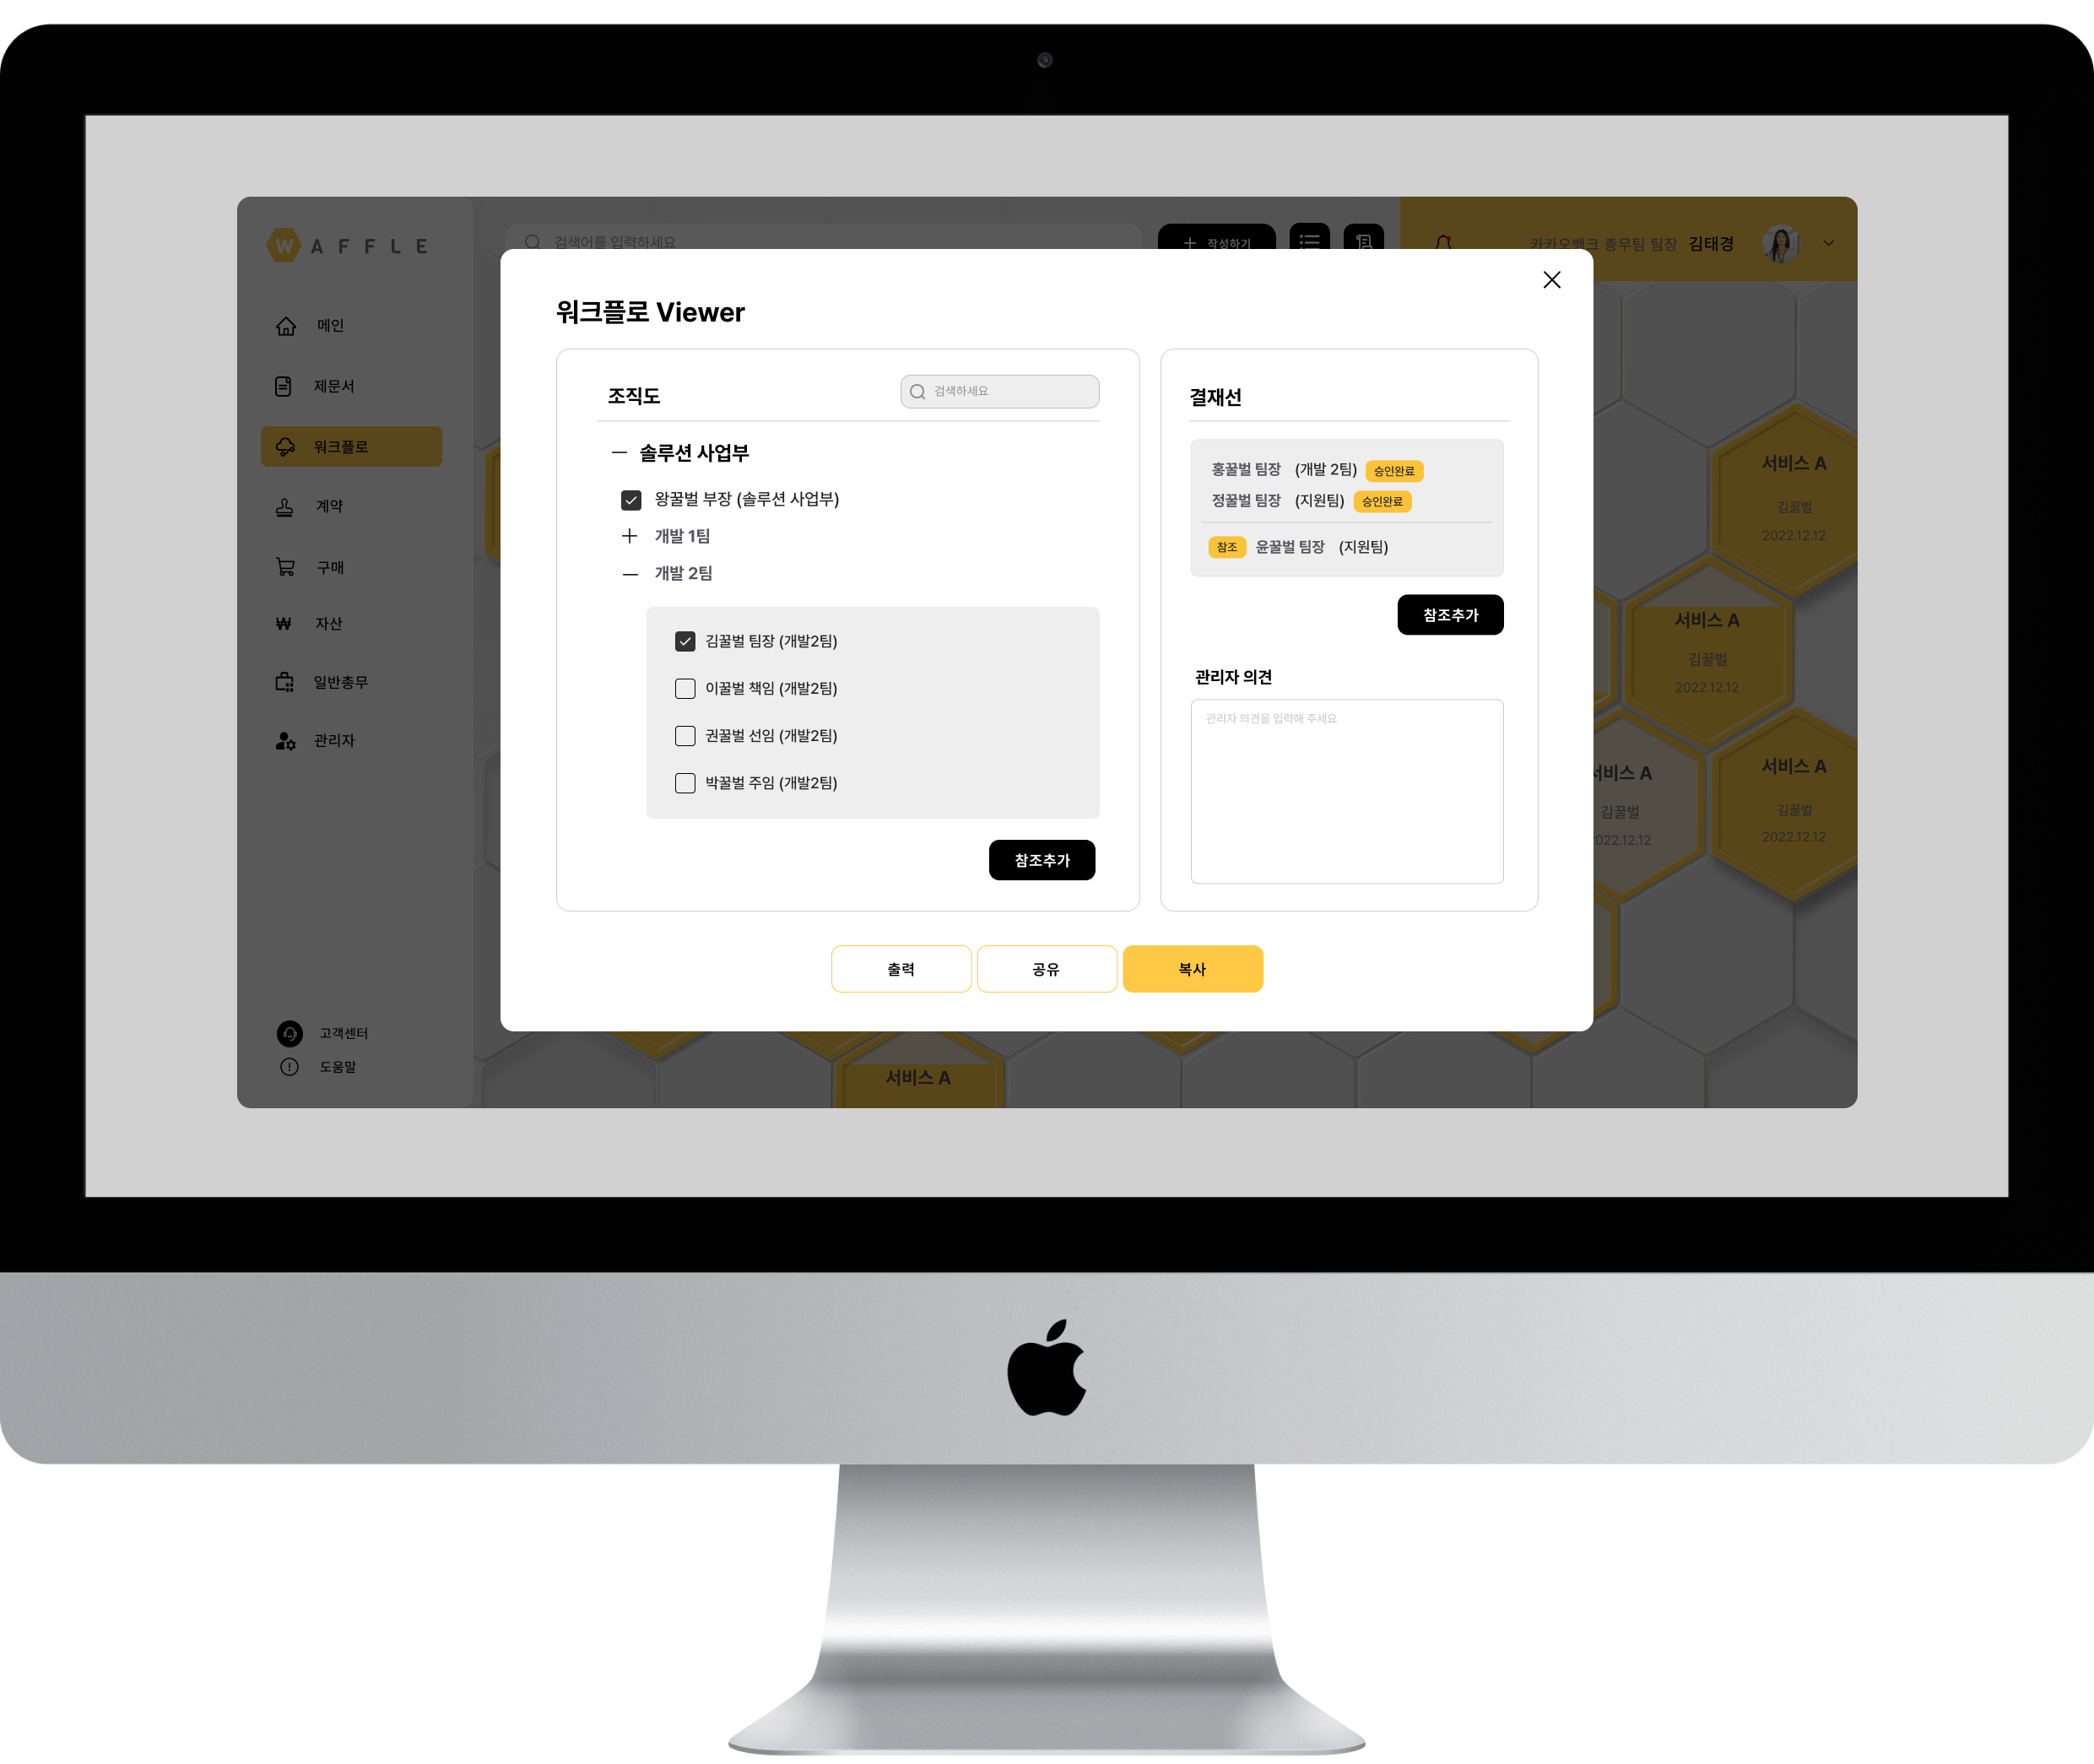 WAFFLE
메인
제문서
워크플로
계약
구매
자산
일반총무
관리자
고객센터
도움말
검색어를 입력하세요
작성하기
카카오뱅크 총무팀 팀장 김태경
워크플로 Viewer
조직도
검색하세요
솔루션 사업부
왕꿀벌 부장 (솔루션 사업부)
개발 1팀
개발 2팀
김꿀벌 팀장 (개발2팀)
이꿀벌 책임 (개발2팀)
권꿀벌 선임 (개발2팀)
박꿀벌 주임 (개발2팀)
참조추가
결재선
홍꿀벌 팀장 (개발 2팀) 승인완료
정꿀벌 팀장 (지원팀) 승인완료
참조 윤꿀벌 팀장 (지원팀)
참조추가
관리자 의견
관리자 의견을 입력해 주세요
출력
공유
복사
서비스 A
김꿀벌
2022.12.12
서비스 A
김꿀벌
2022.12.12
서비스 A
김꿀벌
2022.12.12
서비스 A
김꿀벌
2022.12.12
서비스 A